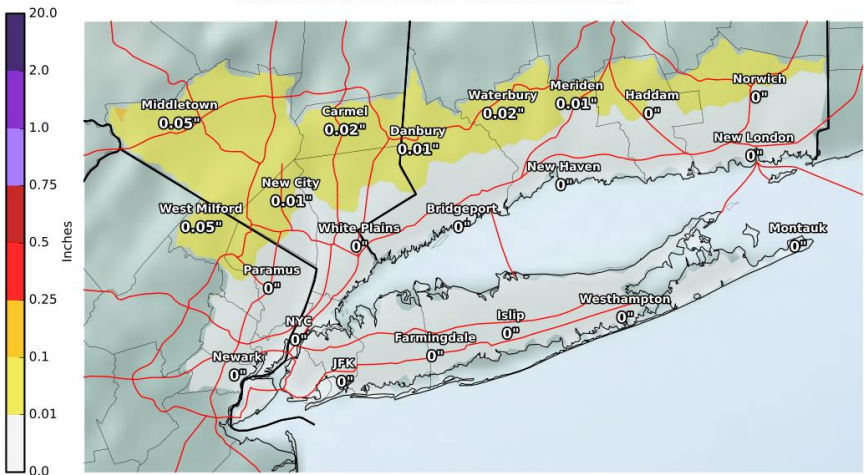 20.0
2.0
1.0
0.75
0.5
0.25
0.1
0.01
0.0
Inches
Middletown
0.05"
Carmel
0.02"
Danbury
0.01"
Waterbury
0.02"
Meriden
0.01"
Haddam
0"
Norwich
0"
New London
0"
New Haven
0"
New City
0.01"
West Milford
0.05"
White Plains
0"
Bridgeport
0"
Montauk
0"
Paramus
0"
Westhampton
0"
Islip
0"
NYC
0"
Farmingdale
0"
Newark
0"
JFK
0"